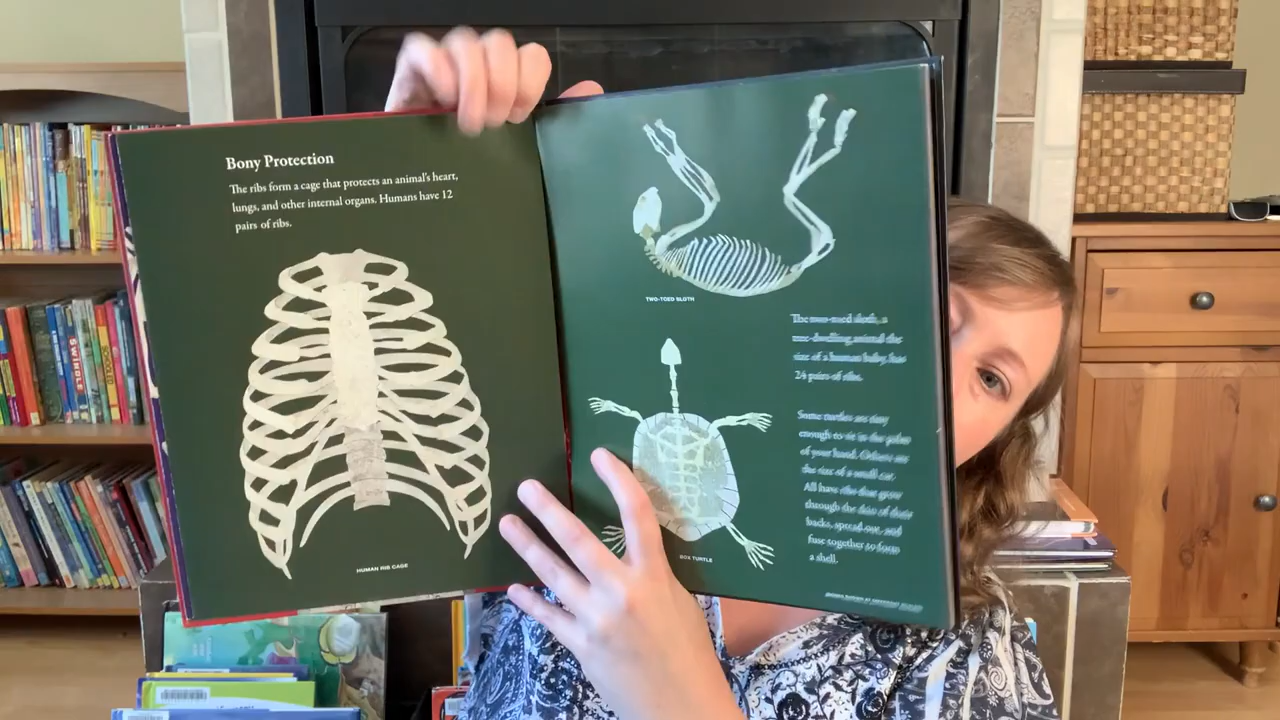 Bony Protection
The ribs form a cage that protects an animal's heart,
lungs, and other internal organs. Humans have 12
pairs of ribs.
HUMAN RIB CAGE
TWO-TOED SLOTH
The two-toed sloth, a
tree-dwelling animal the
size of a human baby, has
24 pairs of ribs.
BOX TURTLE
Some turtles are tiny
enough to sit in the palm
of your hand. Others are
the size of a small car.
All have ribs that grow
through the skin of their
backs, spread out, and
fuse together to form
a shell.
SWINDLE